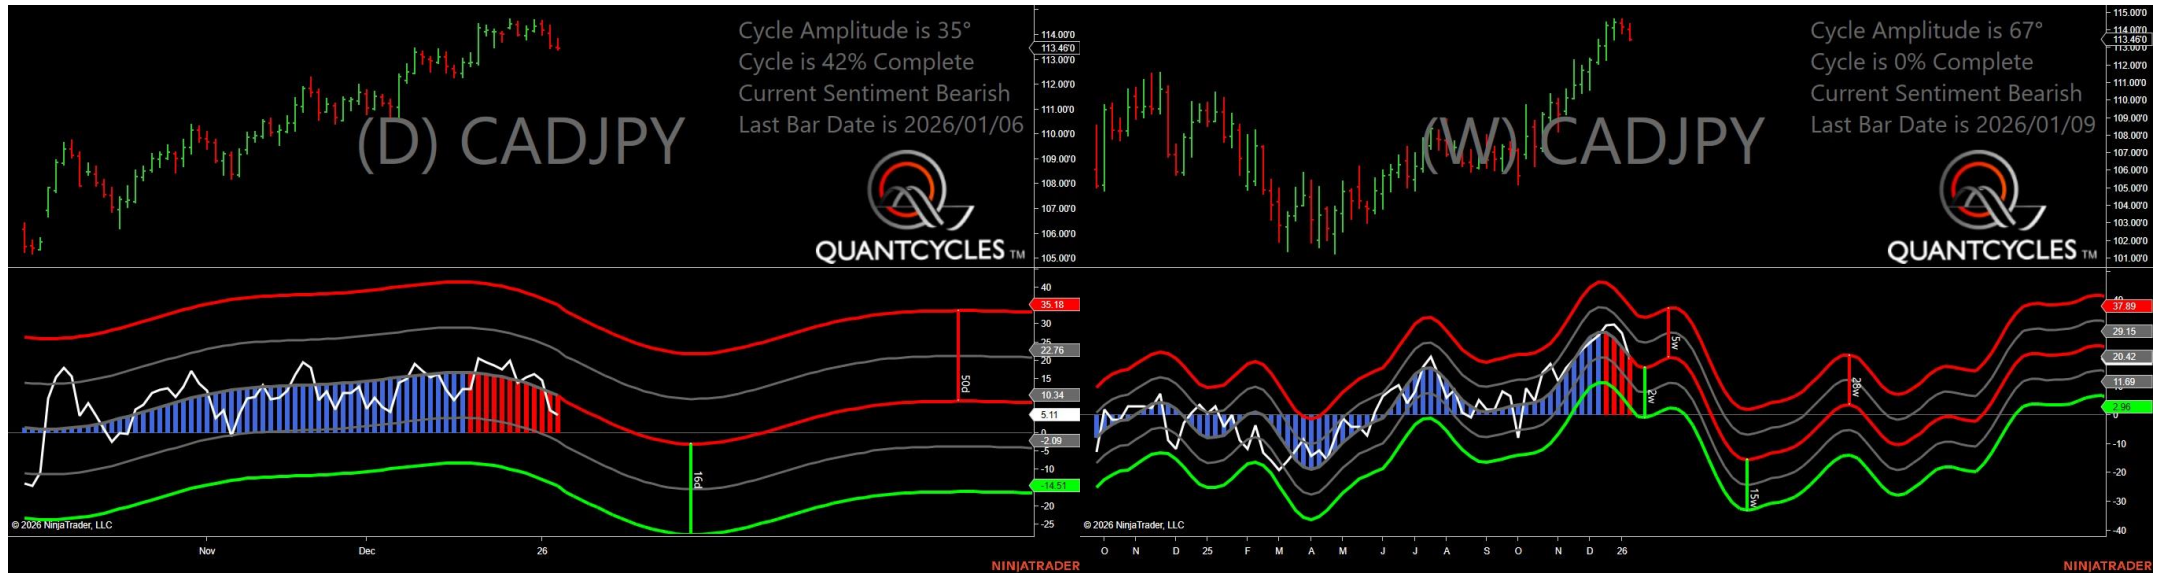 Cycle Amplitude is 35°
Cycle is 42% Complete
Current Sentiment Bearish
Last Bar Date is 2026/01/06
(D) CADJPY
QUANTCYCLES TM
114.00'0
113.46'0
113.00'0
112.00'0
111.00'0
110.00'0
109.00'0
108.00'0
107.00'0
106.00'0
105.00'0
40
35.18
30
22.76
20
15
10.34
5.11
0
-2.09
-5
-10
-14.51
-20
-25
50d
16d
© 2026 NinjaTrader, LLC
Nov
Dec
26
NINJATRADER
Cycle Amplitude is 67°
Cycle is 0% Complete
Current Sentiment Bearish
Last Bar Date is 2026/01/09
(W) CADJPY
QUANTCYCLES TM
115.00'0
114.00'0
113.46'0
113.00'0
112.00'0
111.00'0
110.00'0
109.00'0
108.00'0
107.00'0
106.00'0
105.00'0
104.00'0
103.00'0
102.00'0
101.00'0
37.89
29.15
20.42
11.69
2.96
0
-10
-20
-30
-40
5w
2w
15w
26w
© 2026 NinjaTrader, LLC
O N D 25 F M A M J J A S O N D 26
NINJATRADER